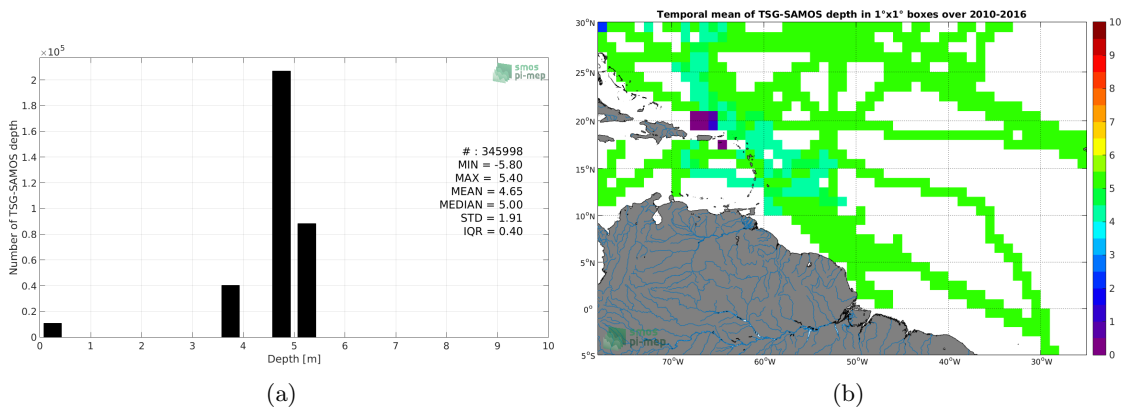 ×10⁵
2
1.8
1.6
1.4
1.2
1
0.8
0.6
0.4
0.2
0
Number of TSG-SAMOS depth
smos
pi-mep
# : 345998
MIN = -5.80
MAX = 5.40
MEAN = 4.65
MEDIAN = 5.00
STD = 1.91
IQR = 0.40
0 1 2 3 4 5 6 7 8 9 10
Depth [m]
(a)
Temporal mean of TSG-SAMOS depth in 1°x1° boxes over 2010-2016
30°N
25°N
20°N
15°N
10°N
5°N
0°
5°S
70°W 60°W 50°W 40°W 30°W
smos
pi-mep
10
9
8
7
6
5
4
3
2
1
0
(b)